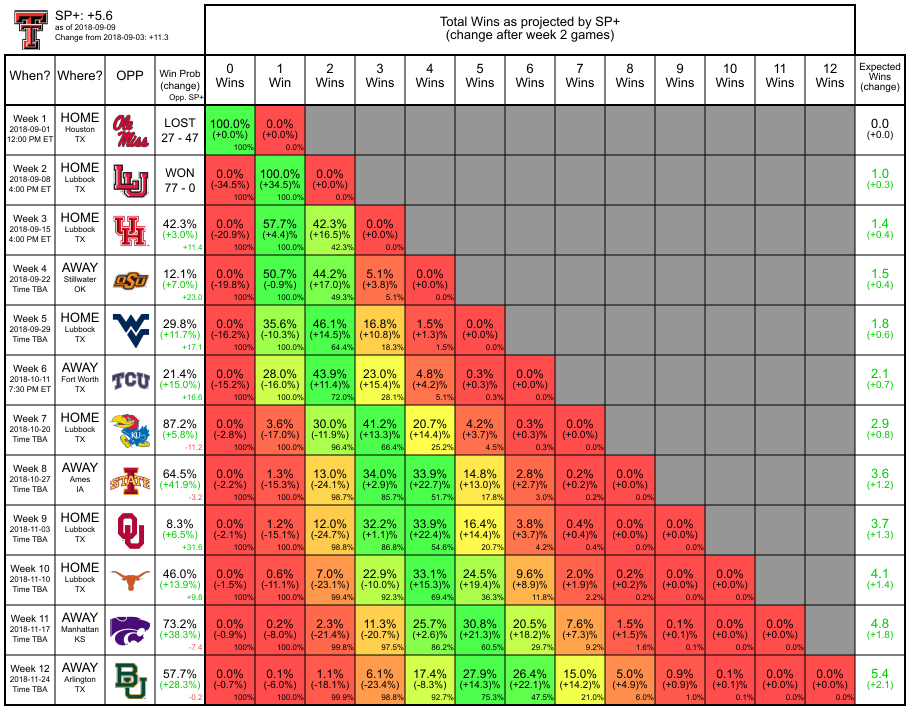 SP+: +5.6
as of 2018-09-09
Change from 2018-09-03: +11.3
Total Wins as projected by SP+
(change after week 2 games)
When? Where? OPP Win Prob (change) Opp. SP+ 0 Wins 1 Win 2 Wins 3 Wins 4 Wins 5 Wins 6 Wins 7 Wins 8 Wins 9 Wins 10 Wins 11 Wins 12 Wins Expected Wins (change)
Week 1 HOME Ole Miss LOST 100.0% 0.0% 0.0
2018-09-01 Houston 27 - 47 (+0.0%) (+0.0%) (+0.0)
12:00 PM ET TX 100% 0.0%
Week 2 HOME LU WON 0.0% 100.0% 0.0% 1.0
2018-09-08 Lubbock 77 - 0 (-34.5%) (+34.5)% (+0.0%) (+0.3)
4:00 PM ET TX 100% 100.0% 0.0%
Week 3 HOME UH 42.3% 0.0% 57.7% 42.3% 0.0% 1.4
2018-09-15 Lubbock (+3.0%) (-20.9%) (+4.4)% (+16.5)% (+0.0%) (+0.4)
4:00 PM ET TX +11.4 100% 100.0% 42.3% 0.0%
Week 4 AWAY OSU 12.1% 0.0% 50.7% 44.2% 5.1% 0.0% 1.5
2018-09-22 Stillwater (+7.0%) (-19.8%) (-0.9%) (+17.0)% (+3.8)% (+0.0%) (+0.4)
Time TBA OK +23.0 100% 100.0% 49.3% 5.1% 0.0%
Week 5 HOME WV 29.8% 0.0% 35.6% 46.1% 16.8% 1.5% 0.0% 1.8
2018-09-29 Lubbock (+11.7%) (-16.2%) (-10.3%) (+14.5)% (+10.8)% (+1.3)% (+0.0%) (+0.6)
Time TBA TX +17.1 100% 100.0% 64.4% 18.3% 1.5% 0.0%
Week 6 AWAY TCU 21.4% 0.0% 28.0% 43.9% 23.0% 4.8% 0.3% 0.0% 2.1
2018-10-11 Fort Worth (+15.0%) (-15.2%) (-16.0%) (+11.4)% (+15.4)% (+4.2)% (+0.3)% (+0.0%) (+0.7)
7:30 PM ET TX +16.6 100% 100.0% 72.0% 28.1% 5.1% 0.3% 0.0%
Week 7 HOME KU 87.2% 0.0% 3.6% 30.0% 41.2% 20.7% 4.2% 0.3% 0.0% 2.9
2018-10-20 Lubbock (+5.8%) (-2.8%) (-17.0%) (-11.9%) (+13.3)% (+14.4)% (+3.7)% (+0.3)% (+0.0%) (+0.8)
Time TBA TX -11.2 100% 100.0% 96.4% 66.4% 25.2% 4.5% 0.3% 0.0%
Week 8 AWAY STATE 64.5% 0.0% 1.3% 13.0% 34.0% 33.9% 14.8% 2.8% 0.2% 0.0% 3.6
2018-10-27 Ames (+41.9%) (-2.2%) (-15.3%) (-24.1%) (+2.9)% (+22.7)% (+13.0)% (+2.7)% (+0.2)% (+0.0%) (+1.2)
Time TBA IA -3.2 100% 100.0% 98.7% 85.7% 51.7% 17.8% 3.0% 0.2% 0.0%
Week 9 HOME OU 8.3% 0.0% 1.2% 12.0% 32.2% 33.9% 16.4% 3.8% 0.4% 0.0% 0.0% 3.7
2018-11-03 Lubbock (+6.5%) (-2.1%) (-15.1%) (-24.7%) (+1.1)% (+22.4)% (+14.4)% (+3.7)% (+0.4)% (+0.0%) (+0.0%) (+1.3)
Time TBA TX +31.6 100% 100.0% 98.8% 86.8% 54.6% 20.7% 4.2% 0.4% 0.0% 0.0%
Week 10 HOME 46.0% 0.0% 0.6% 7.0% 22.9% 33.1% 24.5% 9.6% 2.0% 0.2% 0.0% 0.0% 4.1
2018-11-10 Lubbock (+13.9%) (-1.5%) (-11.1%) (-23.1%) (-10.0%) (+15.3)% (+19.4)% (+8.9)% (+1.9)% (+0.2)% (+0.0%) (+0.0%) (+1.4)
Time TBA TX +9.8 100% 100.0% 99.4% 92.3% 69.4% 36.3% 11.8% 2.2% 0.2% 0.0% 0.0%
Week 11 AWAY 73.2% 0.0% 0.2% 2.3% 11.3% 25.7% 30.8% 20.5% 7.6% 1.5% 0.1% 0.0% 0.0% 4.8
2018-11-17 Manhattan (+38.3%) (-0.9%) (-8.0%) (-21.4%) (-20.7%) (+2.6)% (+21.3)% (+18.2)% (+7.3)% (+1.5)% (+0.1)% (+0.0%) (+0.0%) (+1.8)
Time TBA KS -7.4 100% 100.0% 99.8% 97.5% 86.2% 60.5% 29.7% 9.2% 1.6% 0.1% 0.0% 0.0%
Week 12 AWAY BU 57.7% 0.0% 0.1% 1.1% 6.1% 17.4% 27.9% 26.4% 15.0% 5.0% 0.9% 0.1% 0.0% 0.0% 5.4
2018-11-24 Arlington (+28.3%) (-0.7%) (-6.0%) (-18.1%) (-23.4%) (-8.3%) (+14.3)% (+22.1)% (+14.2)% (+4.9)% (+0.9)% (+0.1)% (+0.0%) (+0.0%) (+2.1)
Time TBA TX -0.2 100% 100.0% 99.9% 98.8% 92.7% 75.3% 47.5% 21.0% 6.0% 1.0% 0.1% 0.0% 0.0%